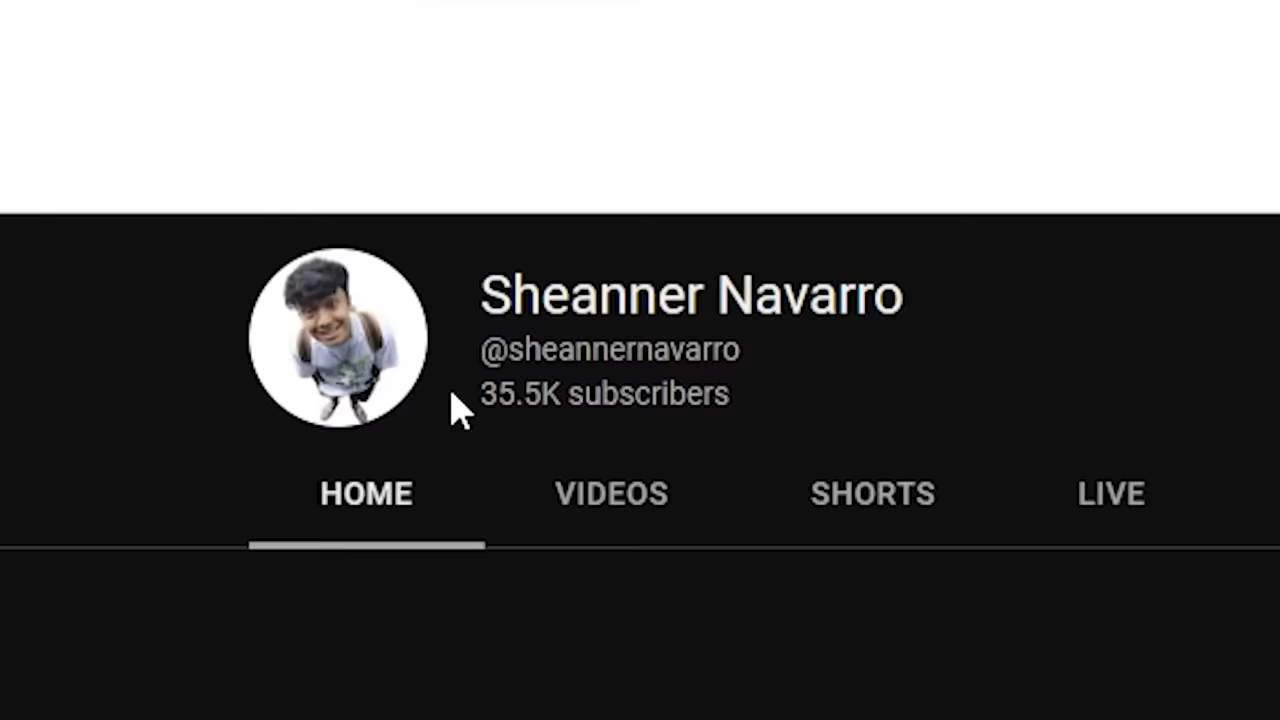 Sheanner Navarro
@sheannernavarro
35.5K subscribers
HOME VIDEOS SHORTS LIVE